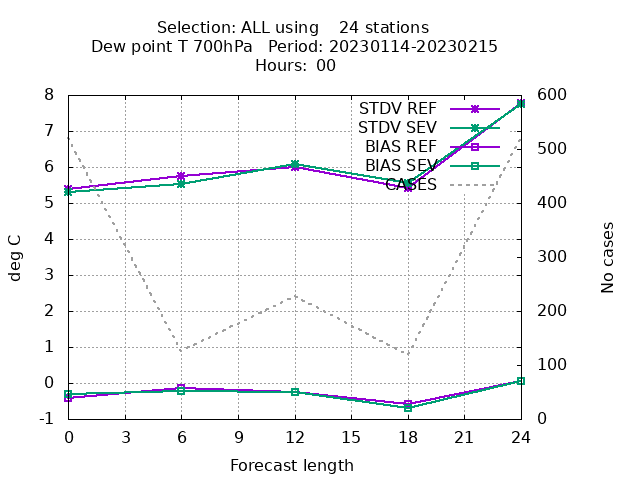 Selection: ALL using    24 stations
Dew point T 700hPa   Period: 20230114-20230215
Hours:  00
8
7
6
5
4
3
2
1
0
-1
deg C
STDV REF
STDV SEV
BIAS REF
BIAS SEV
CASES
600
500
400
300
200
100
0
No cases
0 3 6 9 12 15 18 21 24
Forecast length